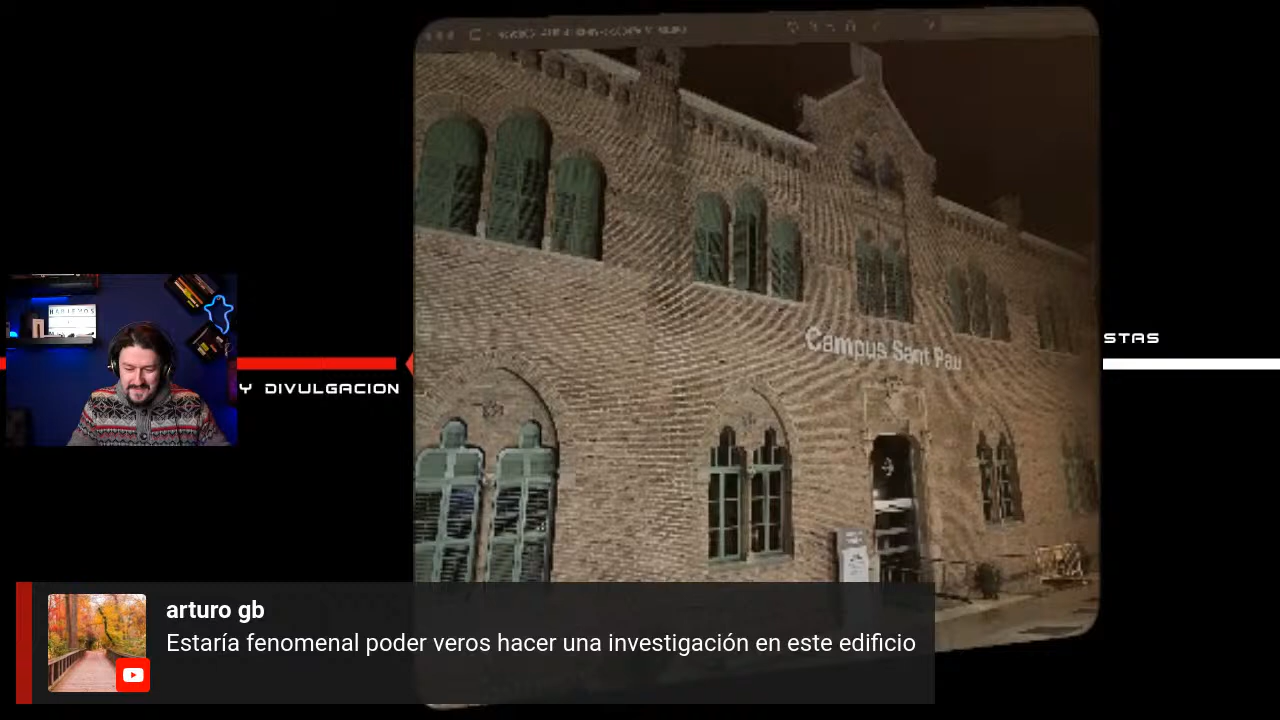 Campus Sant Pau
STAS
Y DIVULGACION
arturo gb
Estaría fenomenal poder veros hacer una investigación en este edificio